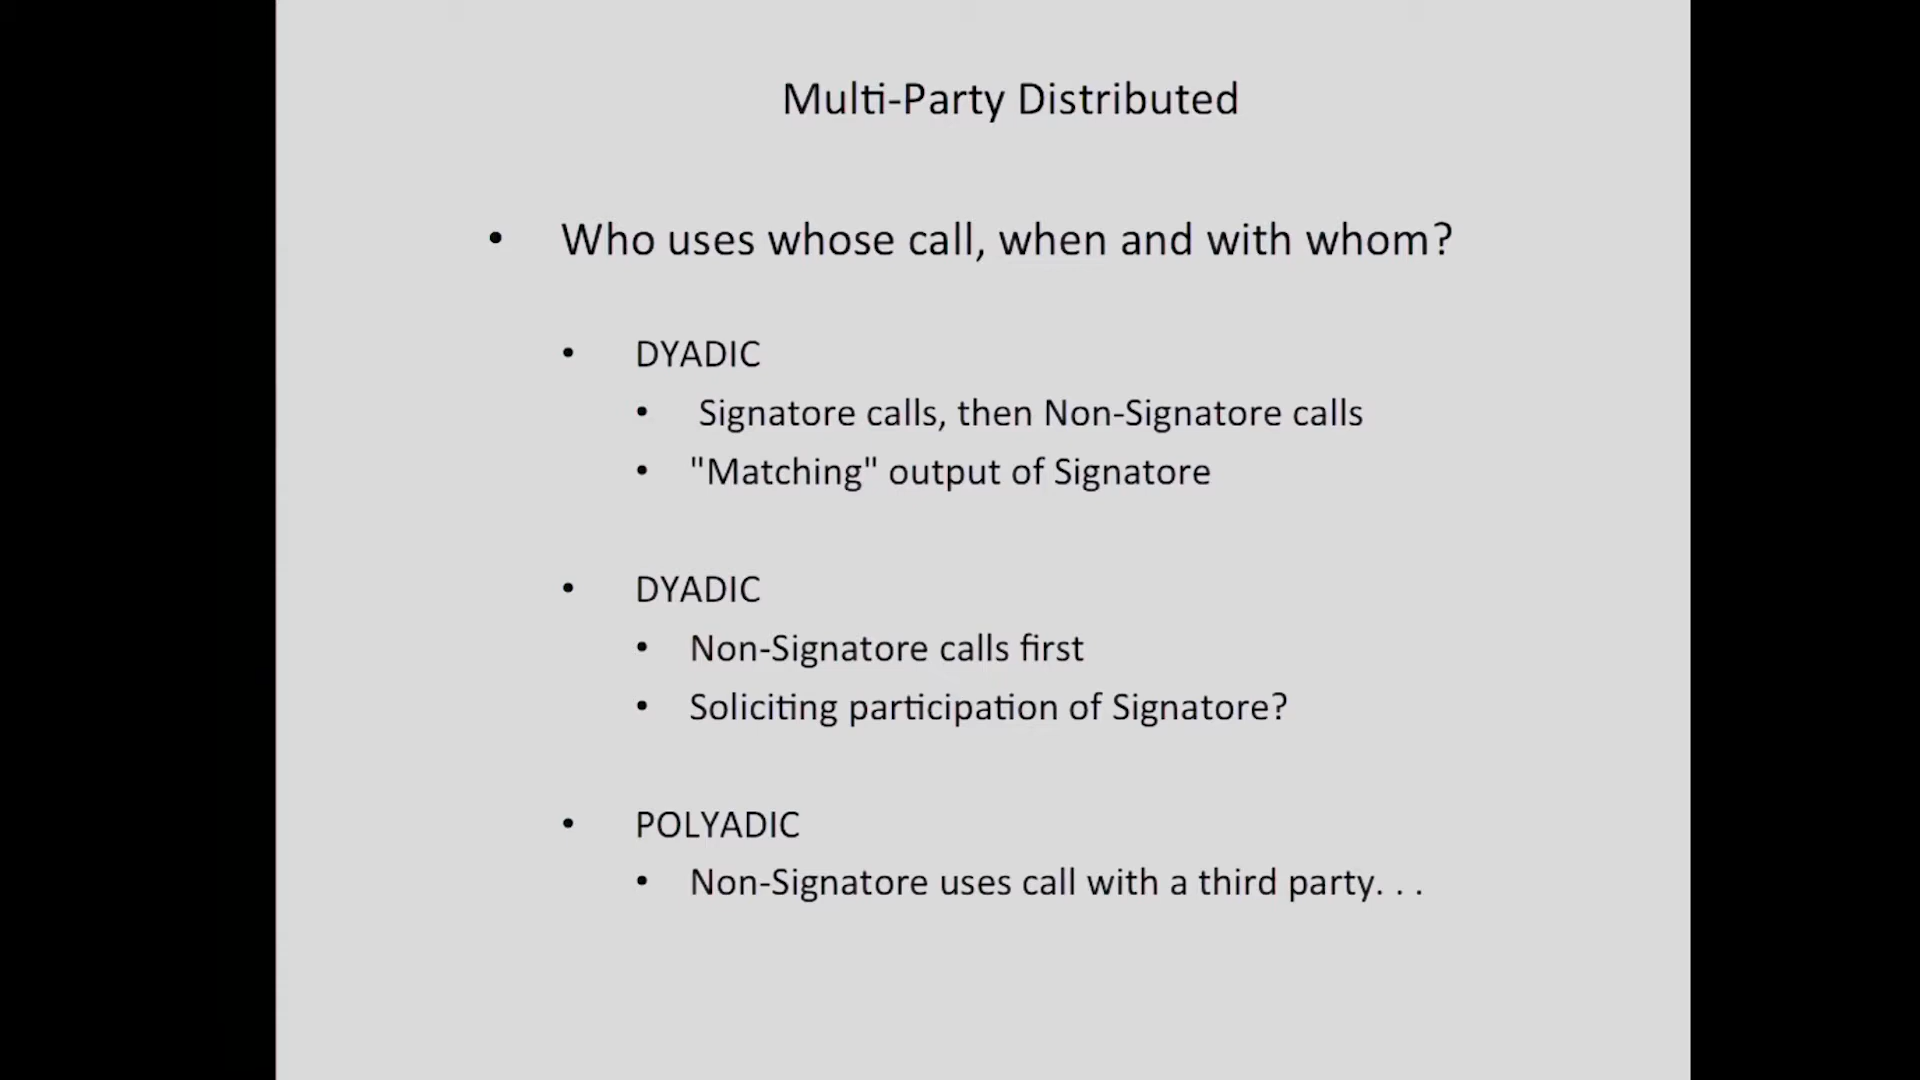 Multi-Party Distributed
• Who uses whose call, when and with whom?
• DYADIC
• Signatore calls, then Non-Signatore calls
• "Matching" output of Signatore
• DYADIC
• Non-Signatore calls first
• Soliciting participation of Signatore?
• POLYADIC
• Non-Signatore uses call with a third party. . .